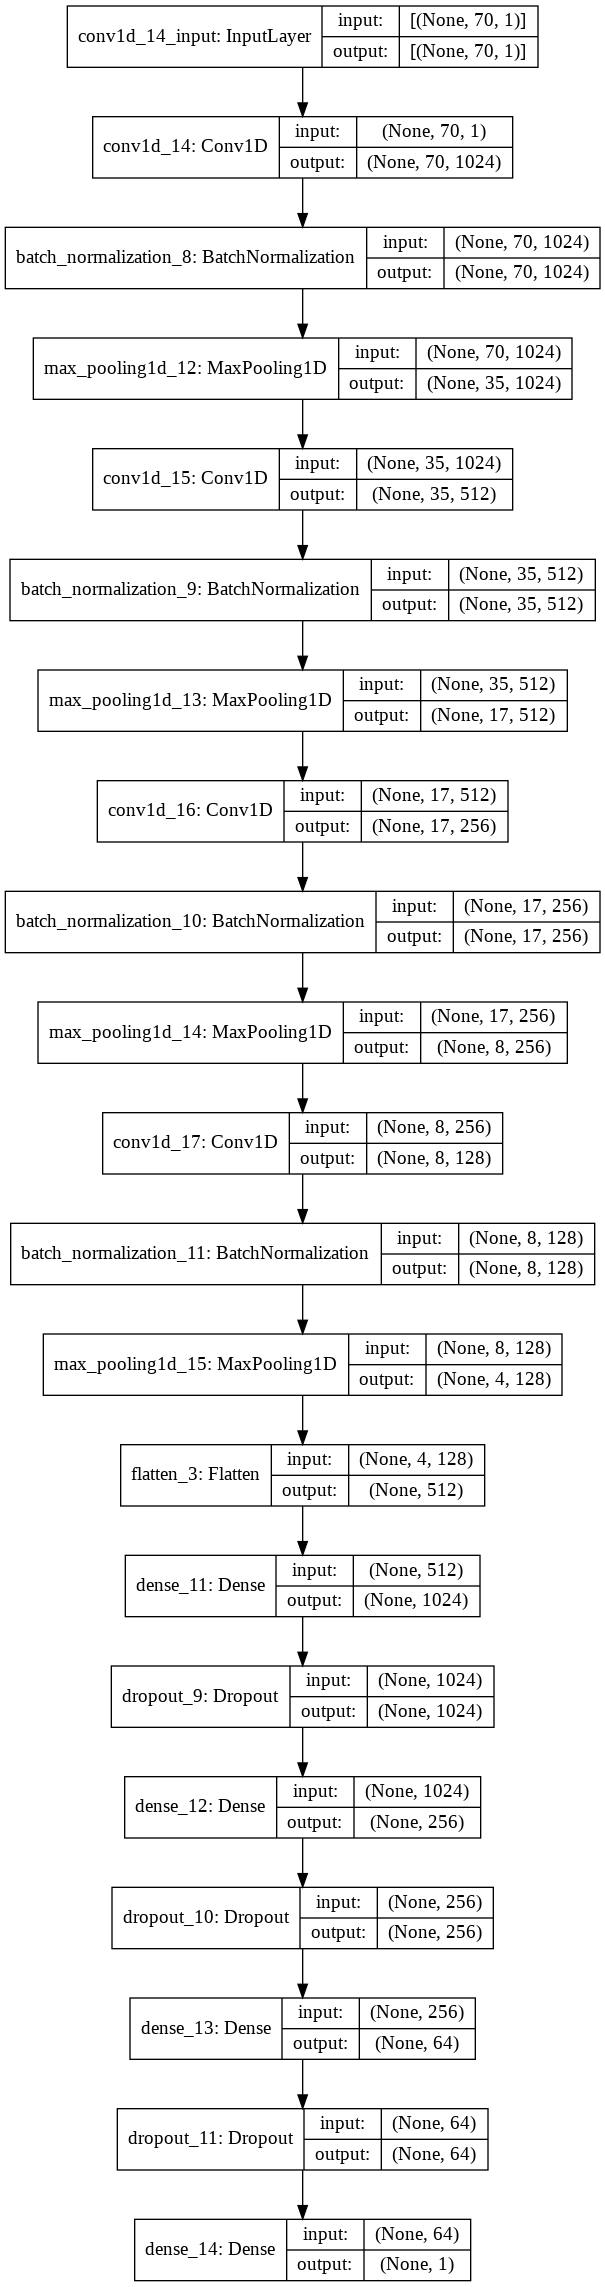 conv1d_14_input: InputLayer
input: [(None, 70, 1)]
output: [(None, 70, 1)]
conv1d_14: Conv1D
input: (None, 70, 1)
output: (None, 70, 1024)
batch_normalization_8: BatchNormalization
input: (None, 70, 1024)
output: (None, 70, 1024)
max_pooling1d_12: MaxPooling1D
input: (None, 70, 1024)
output: (None, 35, 1024)
conv1d_15: Conv1D
input: (None, 35, 1024)
output: (None, 35, 512)
batch_normalization_9: BatchNormalization
input: (None, 35, 512)
output: (None, 35, 512)
max_pooling1d_13: MaxPooling1D
input: (None, 35, 512)
output: (None, 17, 512)
conv1d_16: Conv1D
input: (None, 17, 512)
output: (None, 17, 256)
batch_normalization_10: BatchNormalization
input: (None, 17, 256)
output: (None, 17, 256)
max_pooling1d_14: MaxPooling1D
input: (None, 17, 256)
output: (None, 8, 256)
conv1d_17: Conv1D
input: (None, 8, 256)
output: (None, 8, 128)
batch_normalization_11: BatchNormalization
input: (None, 8, 128)
output: (None, 8, 128)
max_pooling1d_15: MaxPooling1D
input: (None, 8, 128)
output: (None, 4, 128)
flatten_3: Flatten
input: (None, 4, 128)
output: (None, 512)
dense_11: Dense
input: (None, 512)
output: (None, 1024)
dropout_9: Dropout
input: (None, 1024)
output: (None, 1024)
dense_12: Dense
input: (None, 1024)
output: (None, 256)
dropout_10: Dropout
input: (None, 256)
output: (None, 256)
dense_13: Dense
input: (None, 256)
output: (None, 64)
dropout_11: Dropout
input: (None, 64)
output: (None, 64)
dense_14: Dense
input: (None, 64)
output: (None, 1)